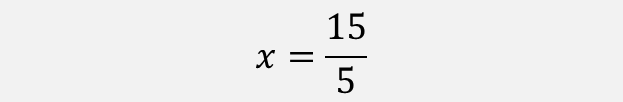 x = 15/5